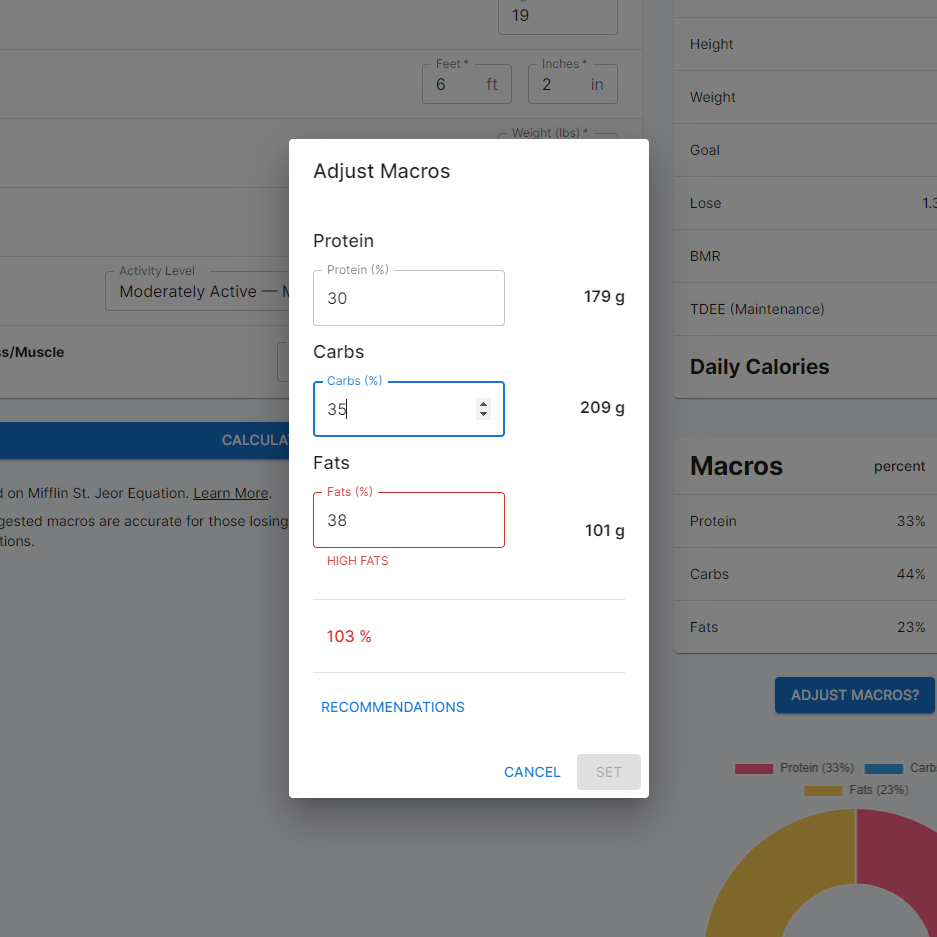 19
Feet *
6 ft
Inches *
2 in
Weight (lbs) *
Activity Level
Moderately Active —
ss/Muscle
CALCULA
on Mifflin St. Jeor Equation. Learn More.
gested macros are accurate for those losing
tions.
Adjust Macros
Protein
Protein (%)
30
179 g
Carbs
Carbs (%)
35
209 g
Fats
Fats (%)
38
101 g
HIGH FATS
103 %
RECOMMENDATIONS
CANCEL
SET
Height
Weight
Goal
Lose 1.3
BMR
TDEE (Maintenance)
Daily Calories
Macros percent
Protein 33%
Carbs 44%
Fats 23%
ADJUST MACROS?
Protein (33%) Carb
Fats (23%)